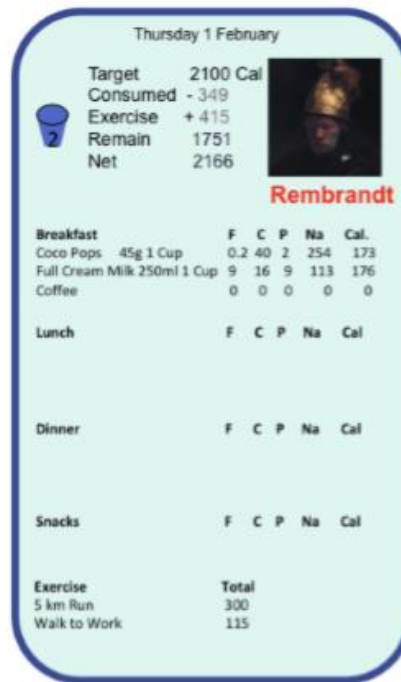 Thursday 1 February
Target 2100 Cal
Consumed - 349
Exercise + 415
Remain 1751
Net 2166
2
Rembrandt
Breakfast F C P Na Cal.
Coco Pops 45g 1 Cup 0.2 40 2 254 173
Full Cream Milk 250ml 1 Cup 9 16 9 113 176
Coffee 0 0 0 0 0
Lunch F C P Na Cal
Dinner F C P Na Cal
Snacks F C P Na Cal
Exercise Total
5 km Run 300
Walk to Work 115